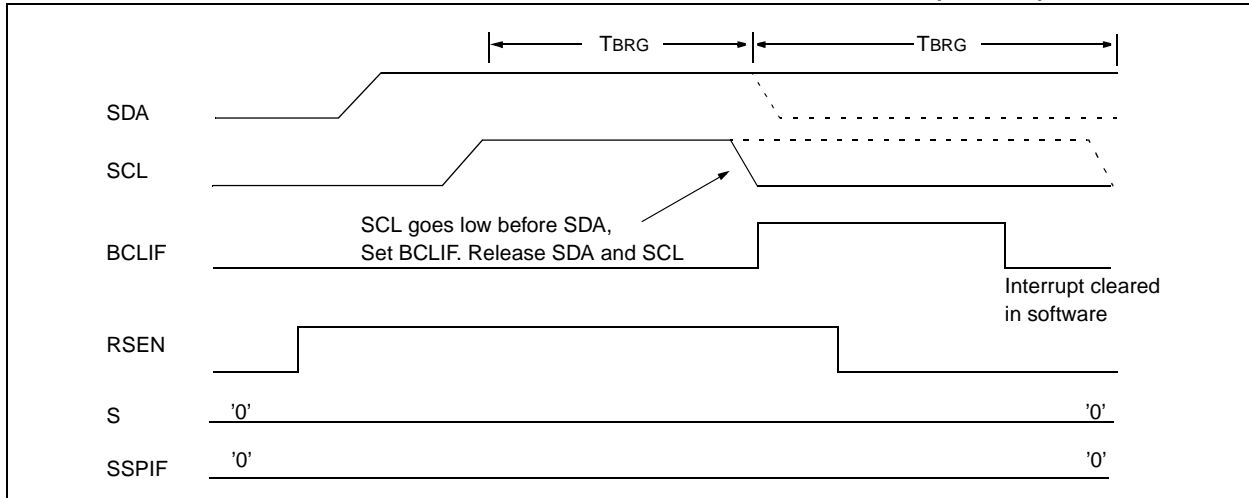 TBRG TBRG
SDA
SCL
SCL goes low before SDA,
Set BCLIF. Release SDA and SCL
BCLIF
Interrupt cleared
in software
RSEN
S '0' '0'
SSPIF '0' '0'